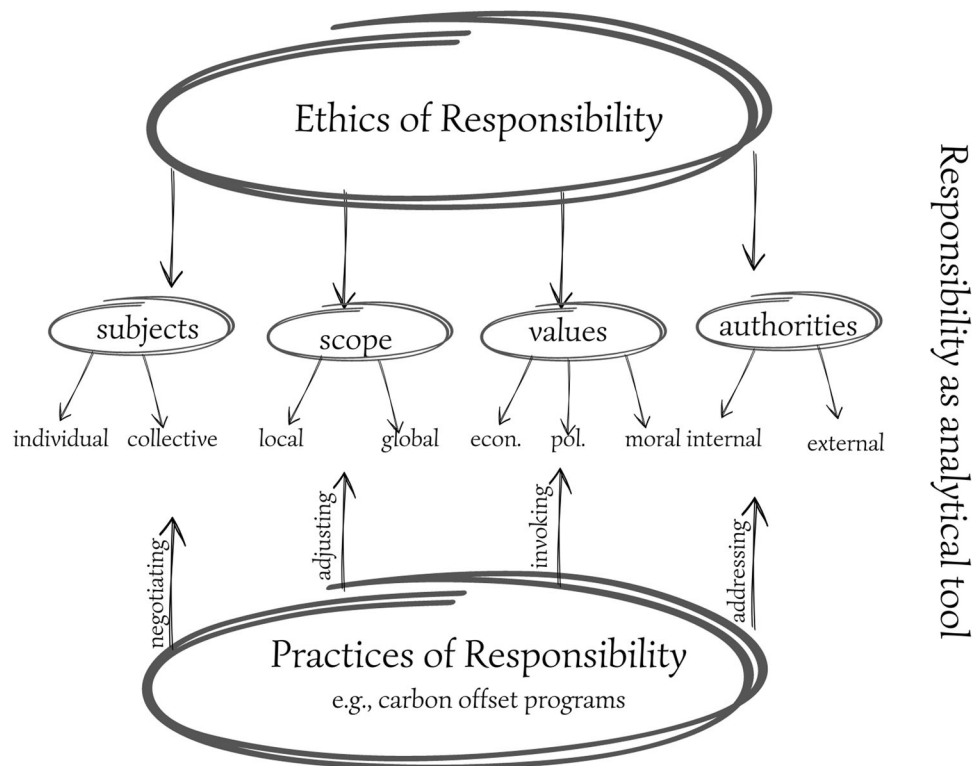 Ethics of Responsibility
subjects
scope
values
authorities
individual
collective
local
global
econ.
pol.
moral
internal
external
negotiating
adjusting
invoking
addressing
Practices of Responsibility
e.g., carbon offset programs
Responsibility as analytical tool